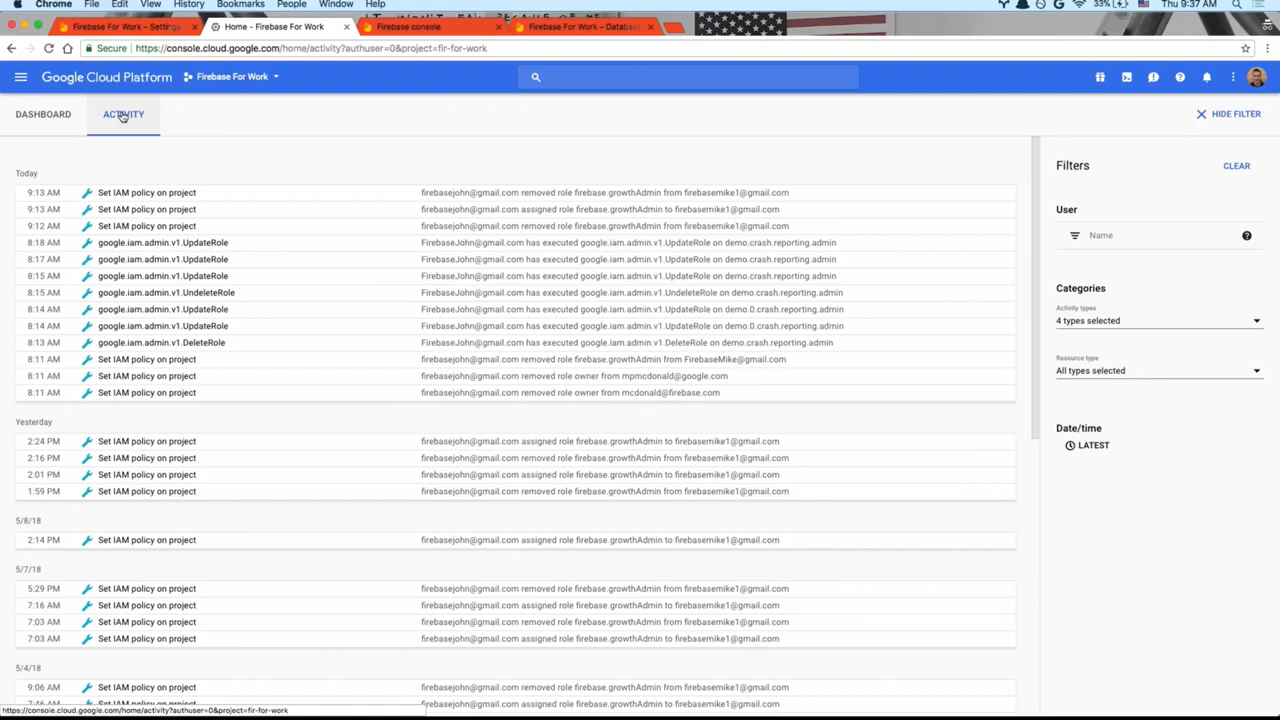 Chrome File Edit View History Bookmarks People Window Help 33% Thu 9:37 AM
Firebase For Work – Settings Home - Firebase For Work Firebase console Firebase For Work – Databas
Secure https://console.cloud.google.com/home/activity?authuser=0&project=fir-for-work
Google Cloud Platform Firebase For Work
DASHBOARD ACTIVITY HIDE FILTER
Today
9:13 AM Set IAM policy on project firebasejohn@gmail.com removed role firebase.growthAdmin from firebasemike1@gmail.com
9:13 AM Set IAM policy on project firebasejohn@gmail.com assigned role firebase.growthAdmin to firebasemike1@gmail.com
9:12 AM Set IAM policy on project firebasejohn@gmail.com removed role firebase.growthAdmin from firebasemike1@gmail.com
8:18 AM google.iam.admin.v1.UpdateRole FirebaseJohn@gmail.com has executed google.iam.admin.v1.UpdateRole on demo.crash.reporting.admin
8:17 AM google.iam.admin.v1.UpdateRole FirebaseJohn@gmail.com has executed google.iam.admin.v1.UpdateRole on demo.crash.reporting.admin
8:15 AM google.iam.admin.v1.UpdateRole FirebaseJohn@gmail.com has executed google.iam.admin.v1.UpdateRole on demo.crash.reporting.admin
8:15 AM google.iam.admin.v1.UndeleteRole FirebaseJohn@gmail.com has executed google.iam.admin.v1.UndeleteRole on demo.crash.reporting.admin
8:14 AM google.iam.admin.v1.UpdateRole FirebaseJohn@gmail.com has executed google.iam.admin.v1.UpdateRole on demo.0.crash.reporting.admin
8:14 AM google.iam.admin.v1.UpdateRole FirebaseJohn@gmail.com has executed google.iam.admin.v1.UpdateRole on demo.0.crash.reporting.admin
8:13 AM google.iam.admin.v1.DeleteRole FirebaseJohn@gmail.com has executed google.iam.admin.v1.DeleteRole on demo.crash.reporting.admin
8:11 AM Set IAM policy on project firebasejohn@gmail.com removed role firebase.growthAdmin from FirebaseMike@gmail.com
8:11 AM Set IAM policy on project firebasejohn@gmail.com removed role owner from mpmcdonald@google.com
8:11 AM Set IAM policy on project firebasejohn@gmail.com removed role owner from mcdonald@firebase.com
Yesterday
2:24 PM Set IAM policy on project firebasejohn@gmail.com assigned role firebase.growthAdmin to firebasemike1@gmail.com
2:16 PM Set IAM policy on project firebasejohn@gmail.com removed role firebase.growthAdmin from firebasemike1@gmail.com
2:01 PM Set IAM policy on project firebasejohn@gmail.com assigned role firebase.growthAdmin to firebasemike1@gmail.com
1:59 PM Set IAM policy on project firebasejohn@gmail.com removed role firebase.growthAdmin from firebasemike1@gmail.com
5/8/18
2:14 PM Set IAM policy on project firebasejohn@gmail.com assigned role firebase.growthAdmin to firebasemike1@gmail.com
5/7/18
5:29 PM Set IAM policy on project firebasejohn@gmail.com removed role firebase.growthAdmin from firebasemike1@gmail.com
7:16 AM Set IAM policy on project firebasejohn@gmail.com assigned role firebase.growthAdmin to firebasemike1@gmail.com
7:03 AM Set IAM policy on project firebasejohn@gmail.com removed role firebase.growthAdmin from firebasemike1@gmail.com
7:03 AM Set IAM policy on project firebasejohn@gmail.com assigned role firebase.growthAdmin to firebasemike1@gmail.com
5/4/18
9:06 AM Set IAM policy on project firebasejohn@gmail.com removed role firebase.growthAdmin from firebasemike1@gmail.com
7:46 AM Set IAM policy on project firebasejohn@gmail.com assigned role firebase.growthAdmin to firebasemike1@gmail.com
https://console.cloud.google.com/home/activity?authuser=0&project=fir-for-work
Filters CLEAR
User
Name
Categories
Activity types
4 types selected
Resource type
All types selected
Date/time
LATEST